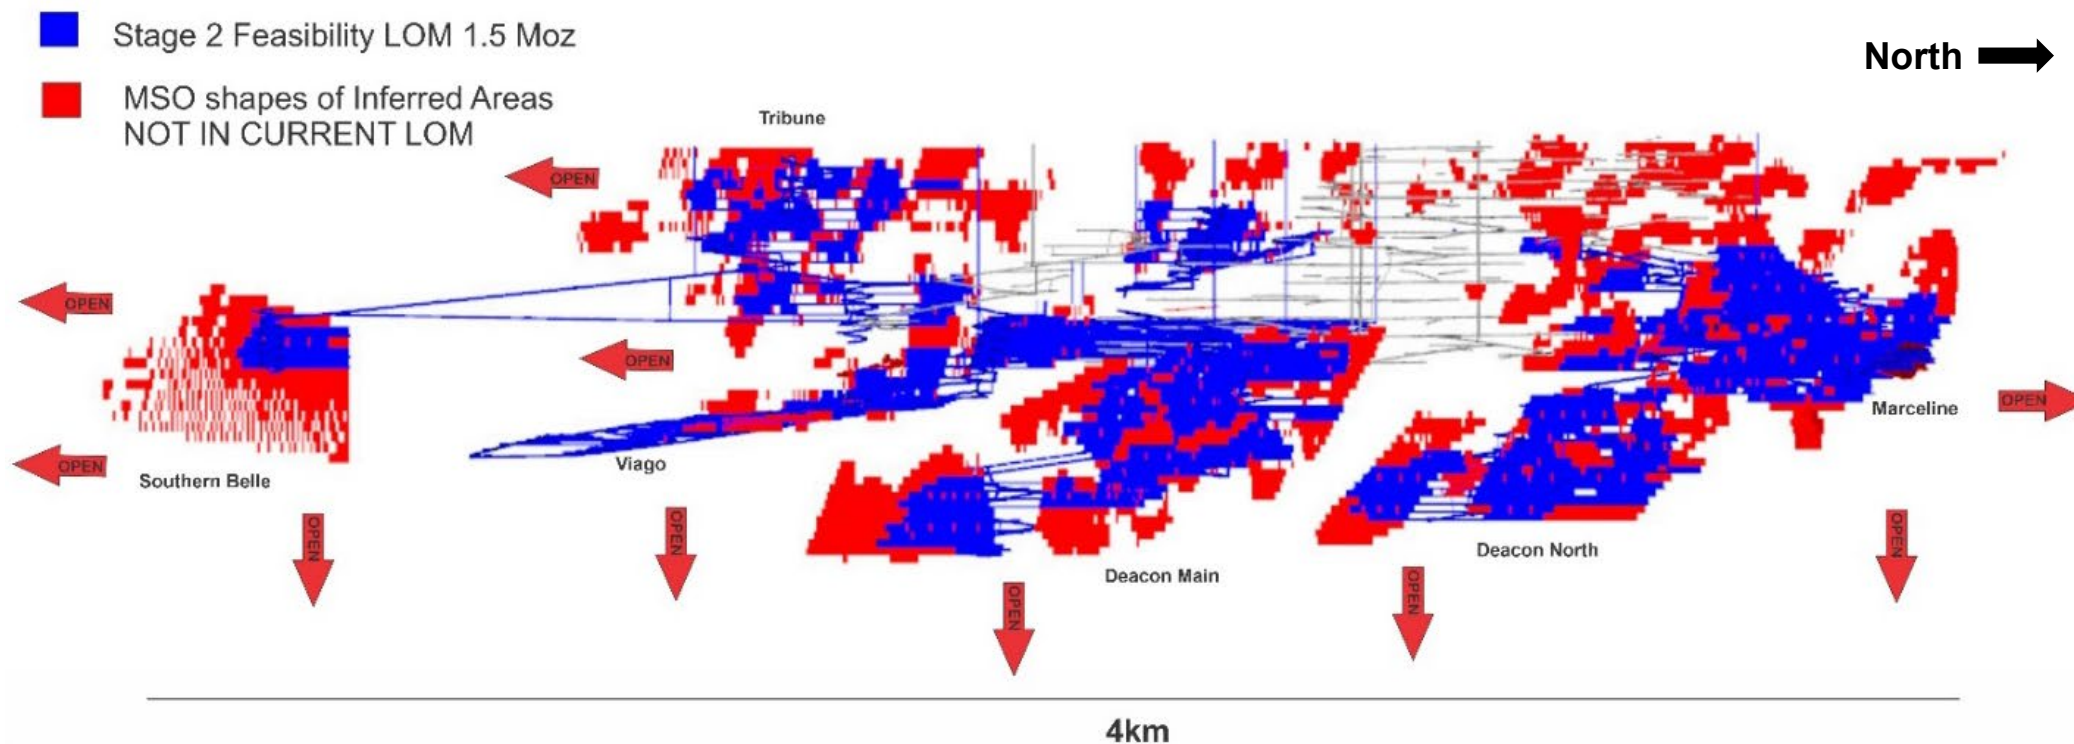 Stage 2 Feasibility LOM 1.5 Moz
North
MSO shapes of Inferred Areas
NOT IN CURRENT LOM
Tribune
OPEN
OPEN
OPEN
OPEN
Marceline
OPEN
Viago
Southern Belle
OPEN
OPEN
OPEN
Deacon North
Deacon Main
OPEN
OPEN
4km